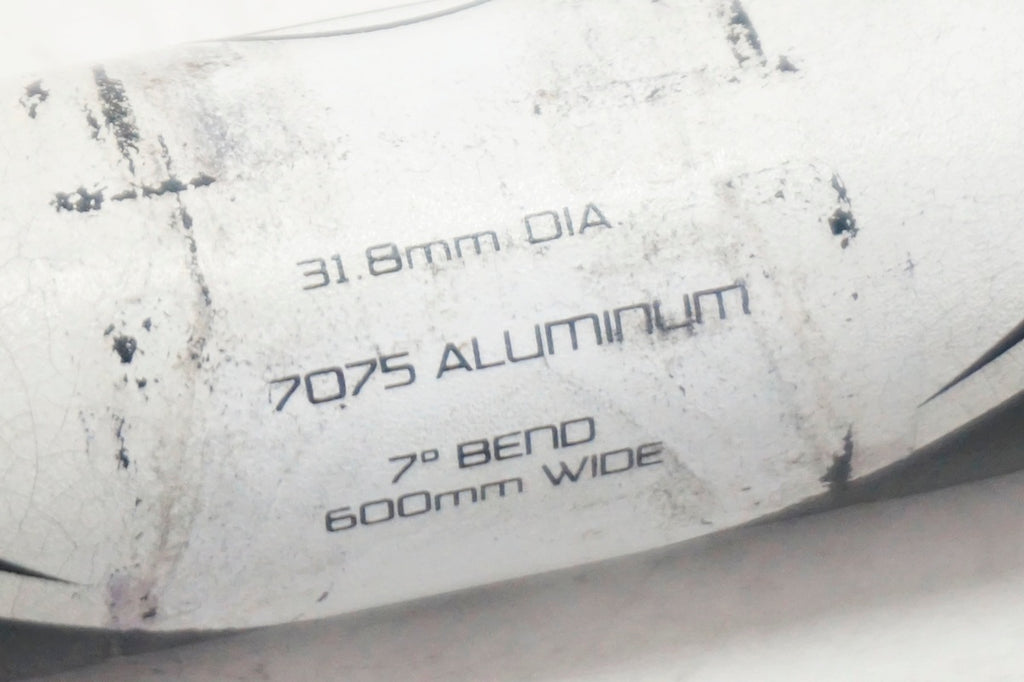 31.8mm DIA.
7075 ALUMINUM
7° BEND
600mm WIDE